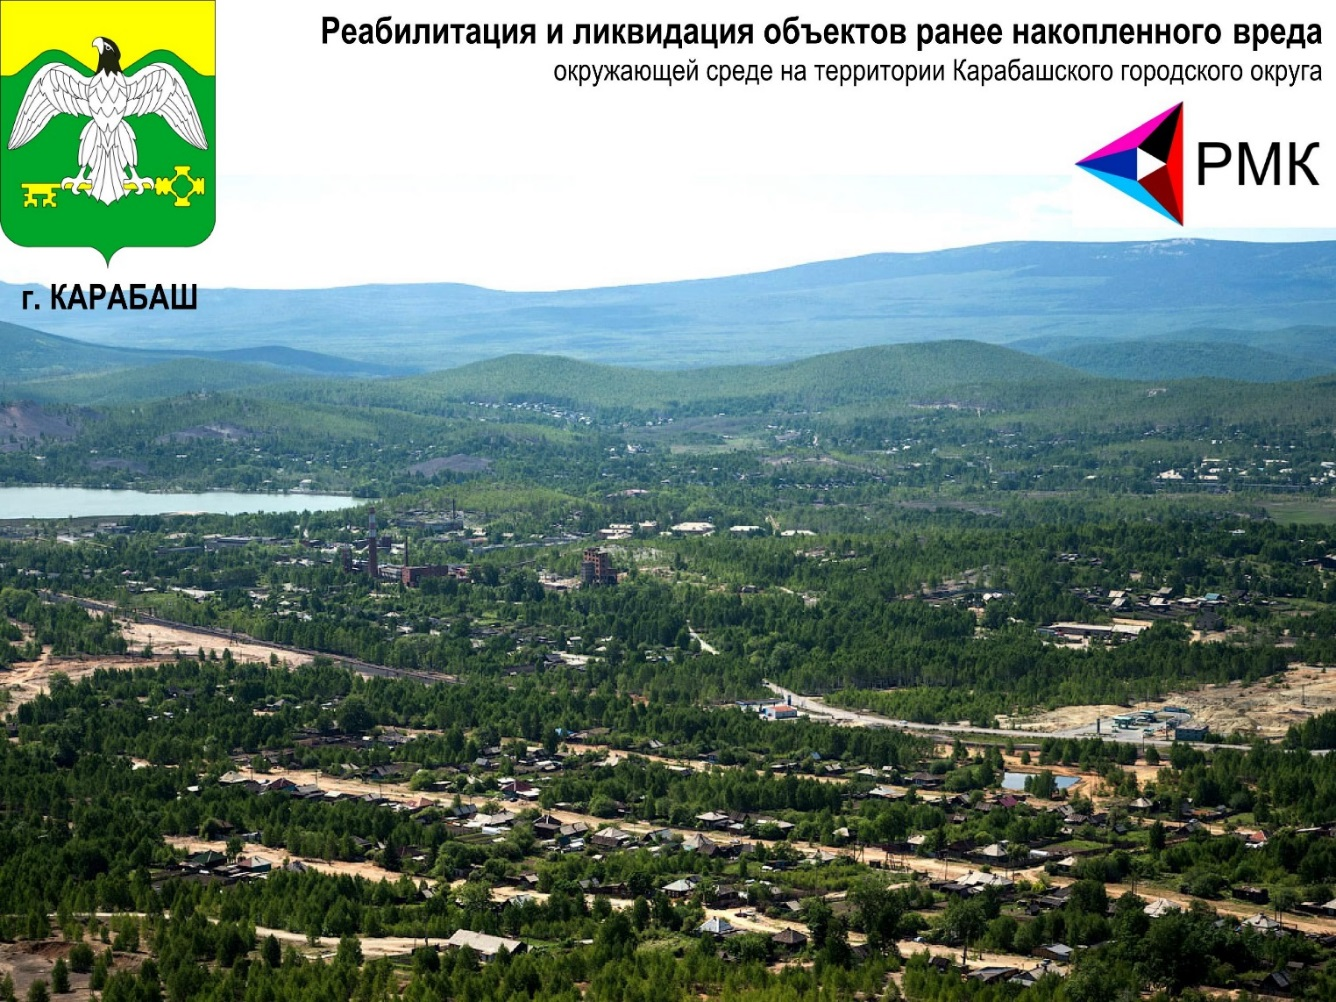 Реабилитация и ликвидация объектов ранее накопленного вреда
окружающей среде на территории Карабашского городского округа
РМК
г. КАРАБАШ